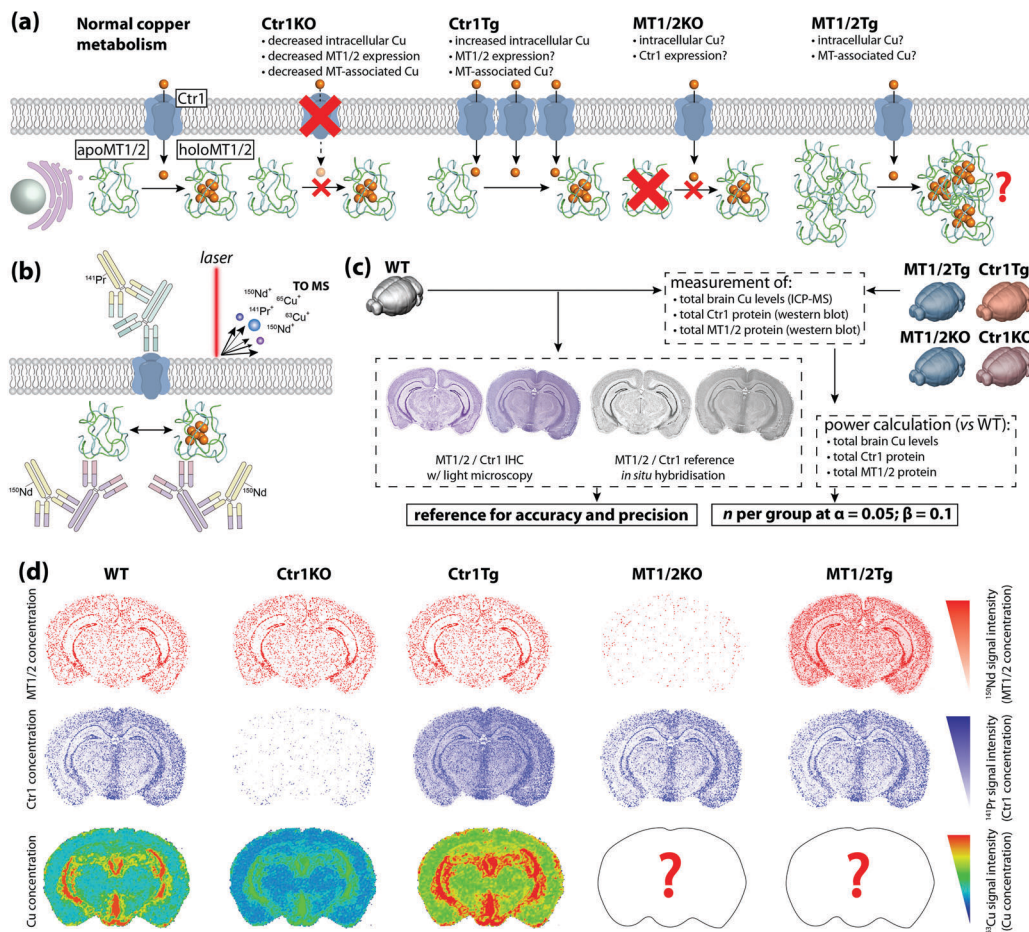 (a)
Normal copper
metabolism
Ctr1KO
• decreased intracellular Cu
• decreased MT1/2 expression
• decreased MT-associated Cu
Ctr1Tg
• increased intracellular Cu
• MT1/2 expression?
• MT-associated Cu?
MT1/2KO
• intracellular Cu?
• Ctr1 expression?
MT1/2Tg
• intracellular Cu?
• MT-associated Cu?
Ctr1
apoMT1/2
holoMT1/2
?
(b)
¹⁴¹Pr
laser
TO MS
¹⁵⁰Nd⁺
⁶⁵Cu⁺
¹⁴¹Pr⁺
⁶³Cu⁺
¹⁵⁰Nd⁺
¹⁵⁰Nd
¹⁵⁰Nd
(c)
WT
measurement of:
• total brain Cu levels (ICP-MS)
• total Ctr1 protein (western blot)
• total MT1/2 protein (western blot)
MT1/2Tg
Ctr1Tg
MT1/2KO
Ctr1KO
MT1/2 / Ctr1 IHC
w/ light microscopy
MT1/2 / Ctr1 reference
in situ hybridisation
power calculation (vs WT):
• total brain Cu levels
• total Ctr1 protein
• total MT1/2 protein
reference for accuracy and precision
n per group at α = 0.05; β = 0.1
(d)
WT
Ctr1KO
Ctr1Tg
MT1/2KO
MT1/2Tg
MT1/2 concentration
¹⁵⁰Nd signal intensity
(MT1/2 concentration)
Ctr1 concentration
¹⁴¹Pr signal intensity
(Ctr1 concentration)
Cu concentration
?
?
⁶³Cu signal intensity
(Cu concentration)